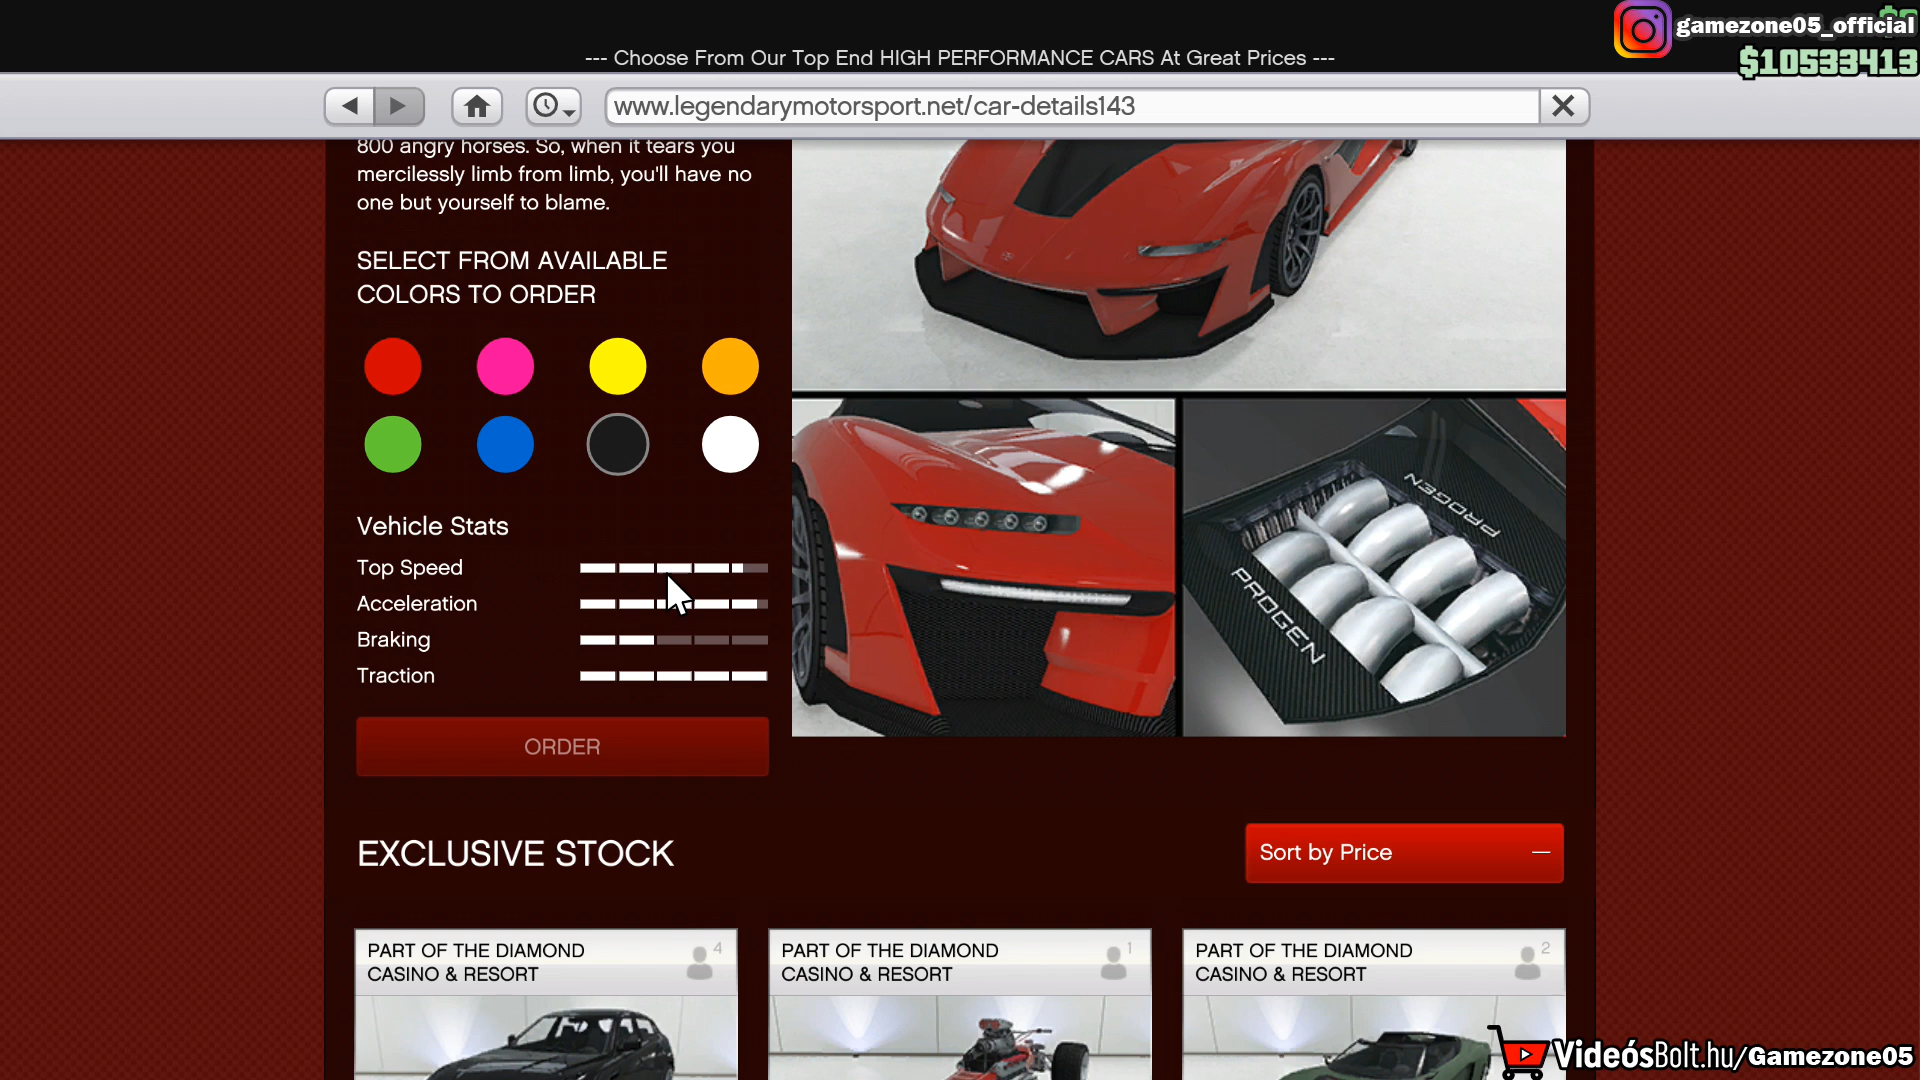 gamezone05_official
--- Choose From Our Top End HIGH PERFORMANCE CARS At Great Prices ---
$10533413
www.legendarymotorsport.net/car-details143
800 angry horses. So, when it tears you
mercilessly limb from limb, you'll have no
one but yourself to blame.
SELECT FROM AVAILABLE
COLORS TO ORDER
Vehicle Stats
Top Speed
Acceleration
Braking
Traction
ORDER
PROGEN
PROGEN
EXCLUSIVE STOCK
Sort by Price
PART OF THE DIAMOND
CASINO & RESORT
4
PART OF THE DIAMOND
CASINO & RESORT
1
PART OF THE DIAMOND
CASINO & RESORT
2
VideósBolt.hu/Gamezone05